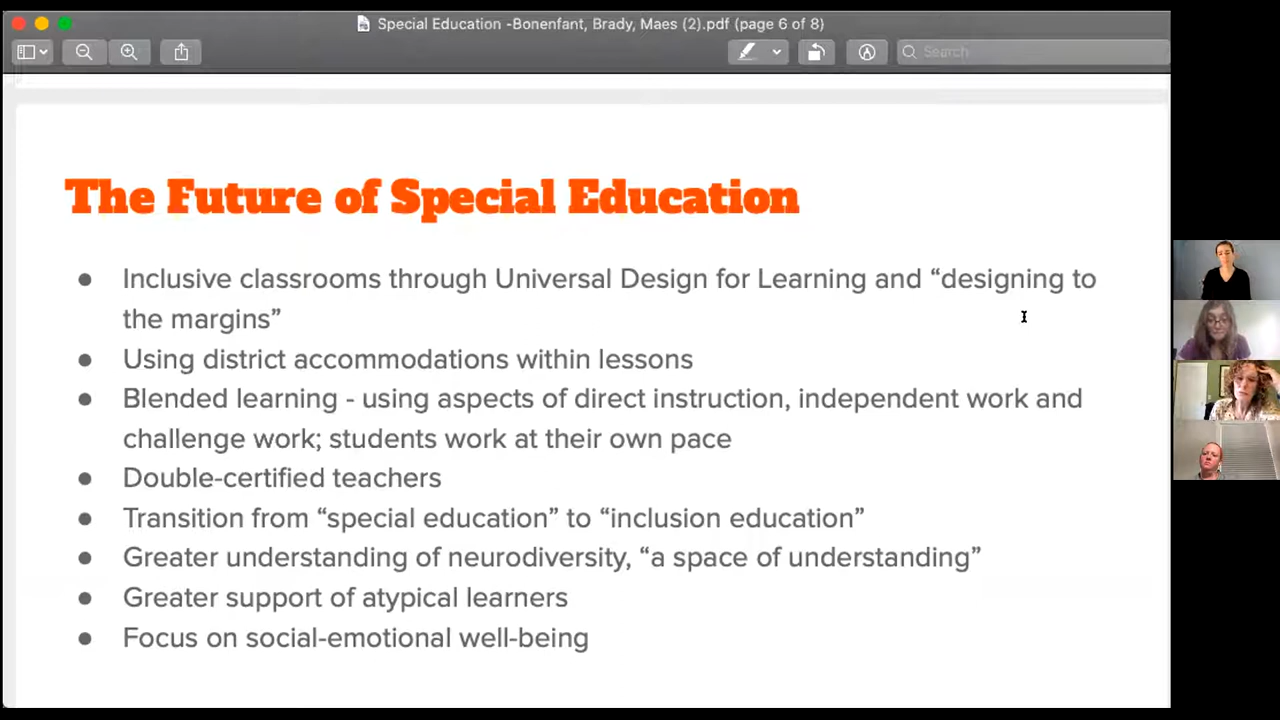 Special Education -Bonenfant, Brady, Maes (2).pdf (page 6 of 8)
Search
The Future of Special Education
● Inclusive classrooms through Universal Design for Learning and “designing to
the margins”
● Using district accommodations within lessons
● Blended learning - using aspects of direct instruction, independent work and
challenge work; students work at their own pace
● Double-certified teachers
● Transition from “special education” to “inclusion education”
● Greater understanding of neurodiversity, “a space of understanding”
● Greater support of atypical learners
● Focus on social-emotional well-being